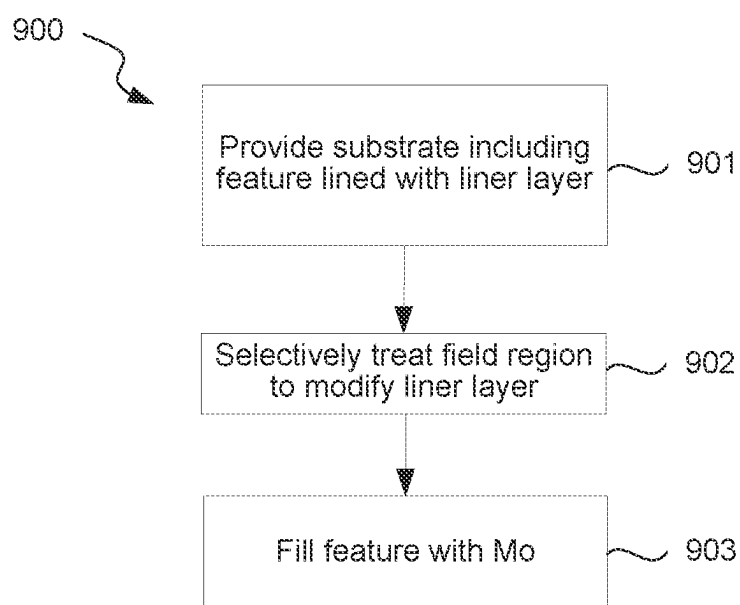 900
Provide substrate including
feature lined with liner layer
901
Selectively treat field region
to modify liner layer
902
Fill feature with Mo
903